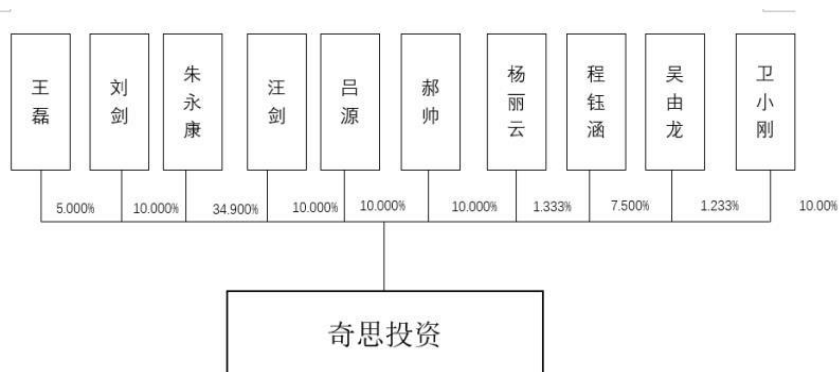 王磊
刘剑
朱永康
汪剑
吕源
郝帅
杨丽云
程钰涵
吴由龙
卫小刚
5.000%
10.000%
34.900%
10.000%
10.000%
10.000%
1.333%
7.500%
1.233%
10.00%
奇思投资